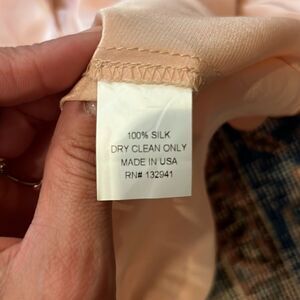 100% SILK
DRY CLEAN ONLY
MADE IN USA
RN# 132941